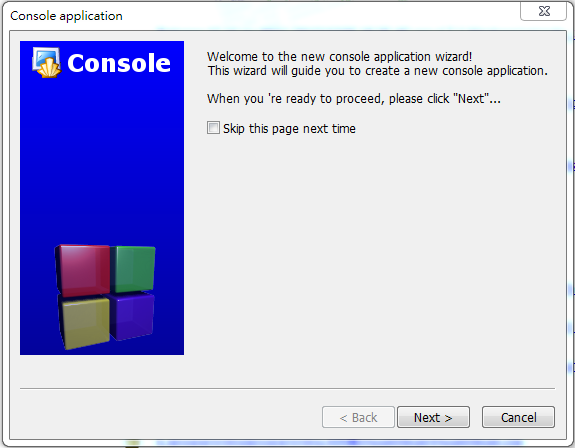 Console application
Console
Welcome to the new console application wizard!
This wizard will guide you to create a new console application.
When you 're ready to proceed, please click "Next"...
Skip this page next time
< Back
Next >
Cancel